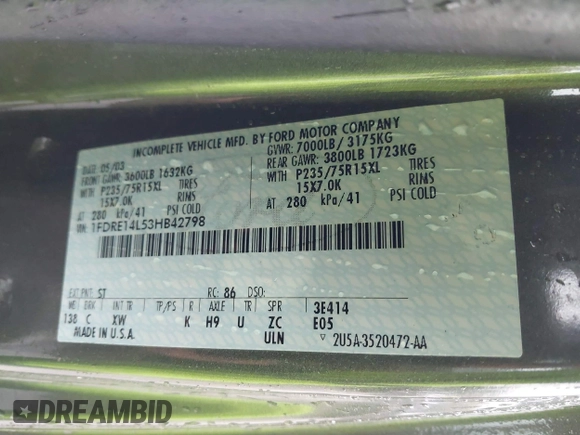 INCOMPLETE VEHICLE MFD. BY FORD MOTOR COMPANY
DATE 05/03 GVWR: 7000LB / 3175KG
FRONT GAWR: 3600LB 1632KG REAR GAWR: 3800LB 1723KG
WITH P235/75R15XL TIRES WITH P235/75R15XL TIRES
15X7.0K RIMS 15X7.0K RIMS
AT 280 kPa/41 PSI COLD AT 280 kPa/41 PSI COLD
VIN: 1FDRE14L53HB42798
EXT PNT: ST RC: 86 DSO:
WB BRK INT TR TP/PS R AXLE TR SPR 3E414
138 C XW K H9 U ZC E05
MADE IN U.S.A. ULN ▽ 2U5A-3520472-AA
DREAMBID